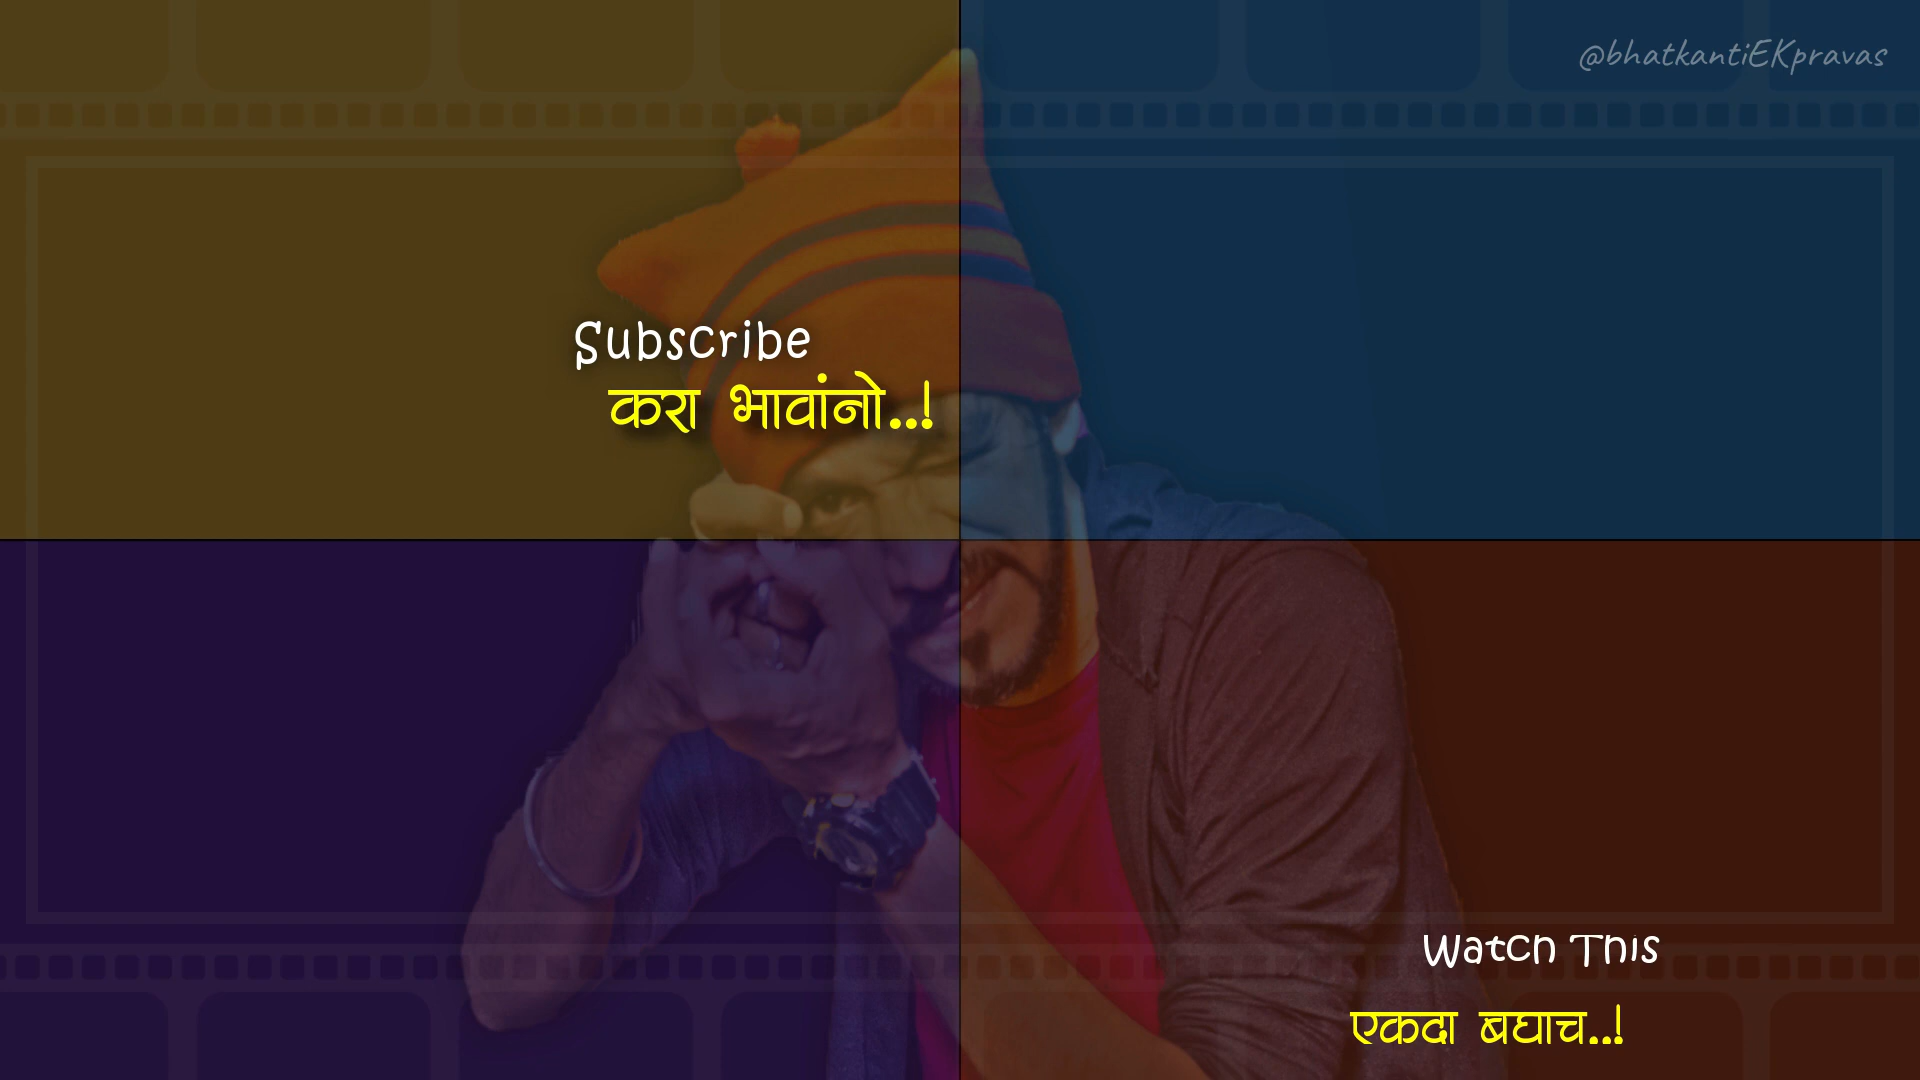 @bhatkantiEKpravas
Subscribe
करा भावांनो..!
Watch This
एकदा बघाच..!